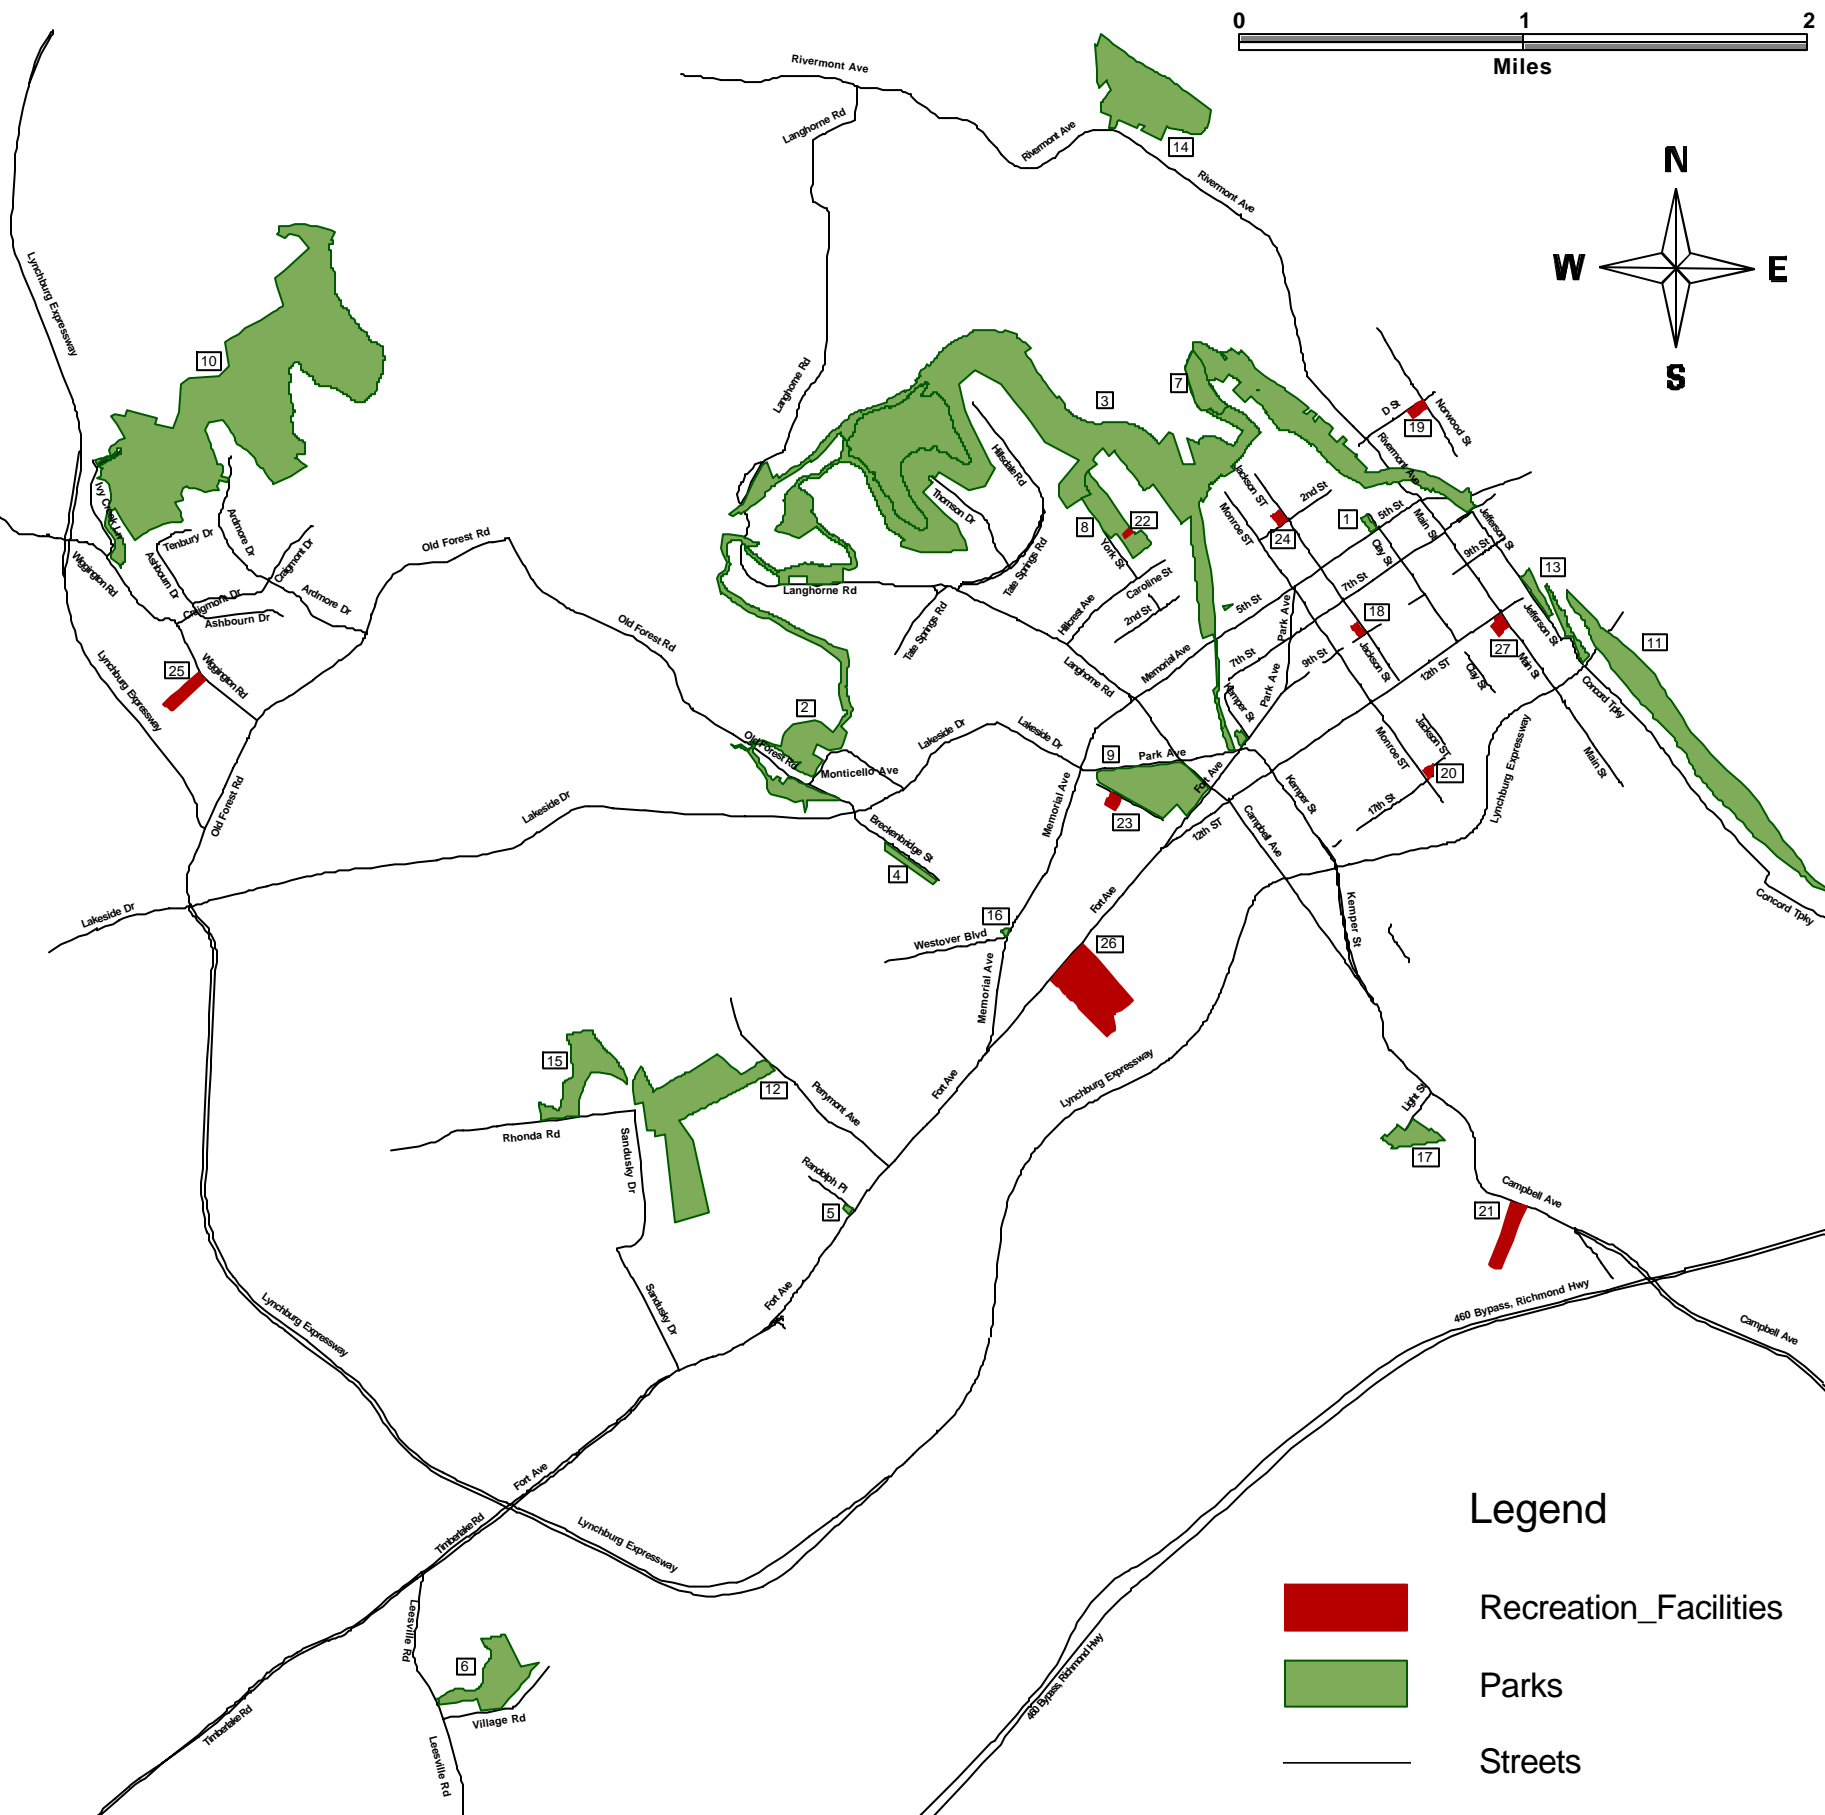 0 1 2
Miles
Rivermont Ave
Langhorne Rd
Rivermont Ave
14
Rivermont Ave
N
W E
S
Lynchburg Expressway
10
Langhorne Rd
3
7
D St
Norwood St
19
Rivermont Ave
Hillsdale Rd
Thomson Dr
Jackson ST
2nd St
Monroe ST
24
1
5th St
Main St
Jefferson St
Clay St
9th St
8
22
York St
Tate Springs Rd
Caroline St
Hillcrest Ave
2nd St
7th St
13
Ivy Creek Ln
Ardmore Dr
Tenbury Dr
Ashbourn Dr
Craigmont Dr
Wiggington Rd
Craigmont Dr
Ashbourn Dr
Ardmore Dr
Old Forest Rd
Old Forest Rd
Langhorne Rd
Tate Springs Rd
Langhorne Rd
Memorial Ave
5th St
Park Ave
18
Jackson St
7th St
9th St
Park Ave
Kemper St
12th ST
Clay St
27
Main St
Jefferson St
11
Concord Tpky
Lynchburg Expressway
25
Wiggington Rd
2
Old Forest Rd
Monticello Ave
Lakeside Dr
Lakeside Dr
9
Park Ave
Fort Ave
23
12th ST
Kemper St
Campbell Ave
Monroe ST
Jackson ST
20
17th St
Lynchburg Expressway
Main St
Old Forest Rd
Lakeside Dr
Breckenbridge St
4
Memorial Ave
Lakeside Dr
16
Westover Blvd
Fort Ave
26
Kemper St
Concord Tpky
Memorial Ave
15
12
Perrymont Ave
Fort Ave
Lynchburg Expressway
Light St
17
Rhonda Rd
Sandusky Dr
Randolph Pl
5
Campbell Ave
21
Sandusky Dr
Fort Ave
Lynchburg Expressway
460 Bypass, Richmond Hwy
Campbell Ave
Fort Ave
Timberlake Rd
Lynchburg Expressway
Leesville Rd
6
Village Rd
Timberlake Rd
Leesville Rd
460 Bypass, Richmond Hwy
Legend
Recreation_Facilities
Parks
Streets